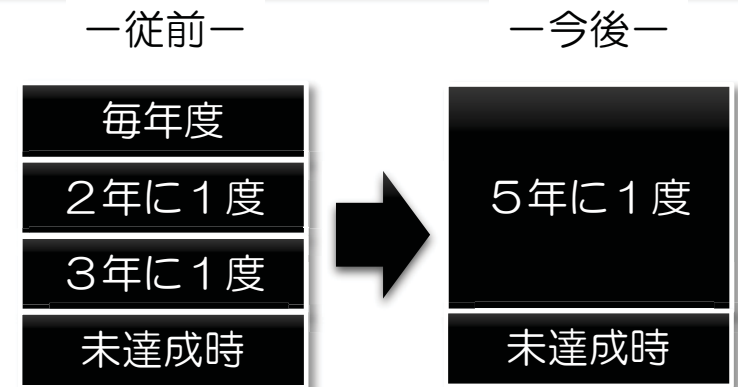 ー従前ー
毎年度
２年に１度
３年に１度
未達成時
ー今後ー
５年に１度
未達成時